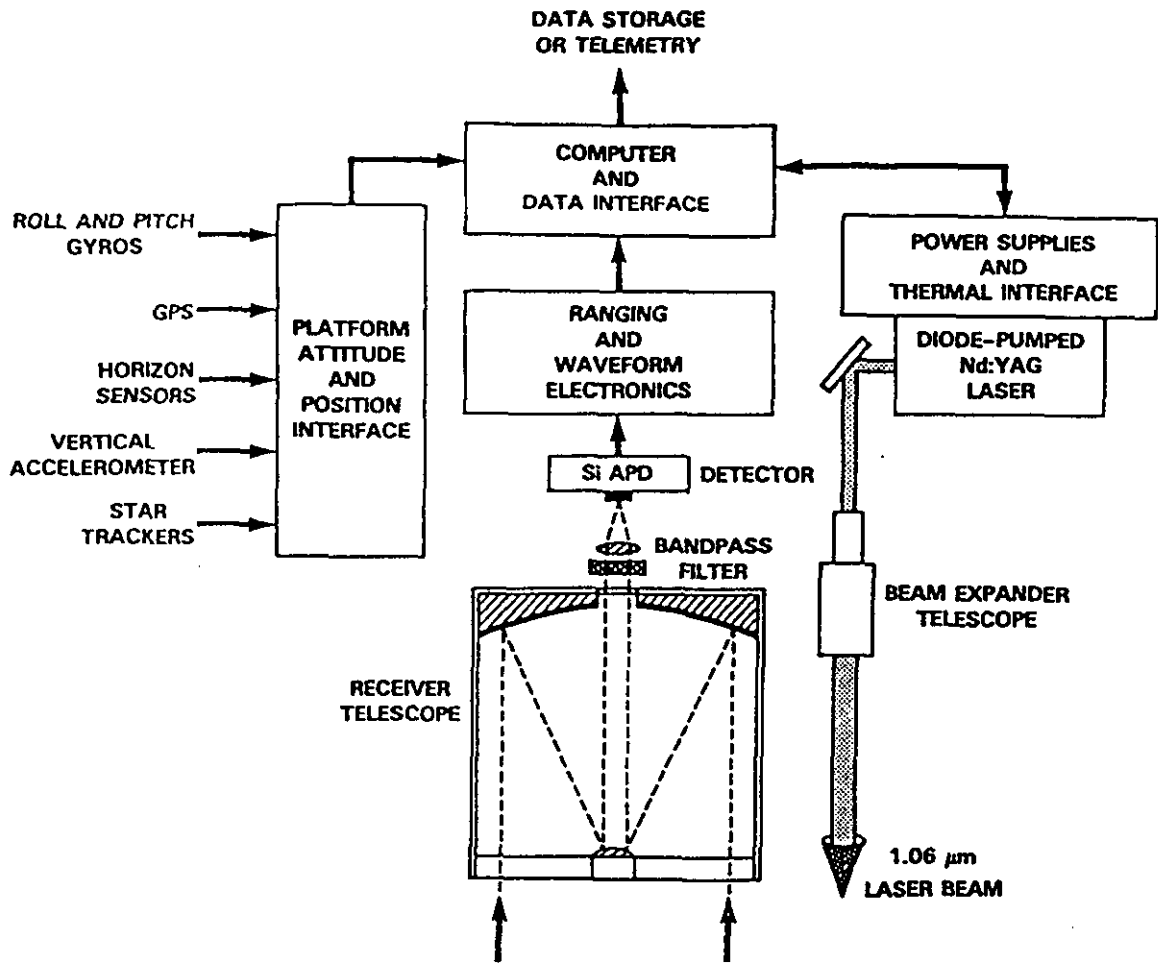 DATA STORAGE
OR TELEMETRY
COMPUTER
AND
DATA INTERFACE
ROLL AND PITCH
GYROS
GPS
HORIZON
SENSORS
VERTICAL
ACCELEROMETER
STAR
TRACKERS
PLATFORM
ATTITUDE
AND
POSITION
INTERFACE
RANGING
AND
WAVEFORM
ELECTRONICS
POWER SUPPLIES
AND
THERMAL INTERFACE
DIODE-PUMPED
Nd:YAG
LASER
Si APD
DETECTOR
BANDPASS
FILTER
BEAM EXPANDER
TELESCOPE
RECEIVER
TELESCOPE
1.06 μm
LASER BEAM